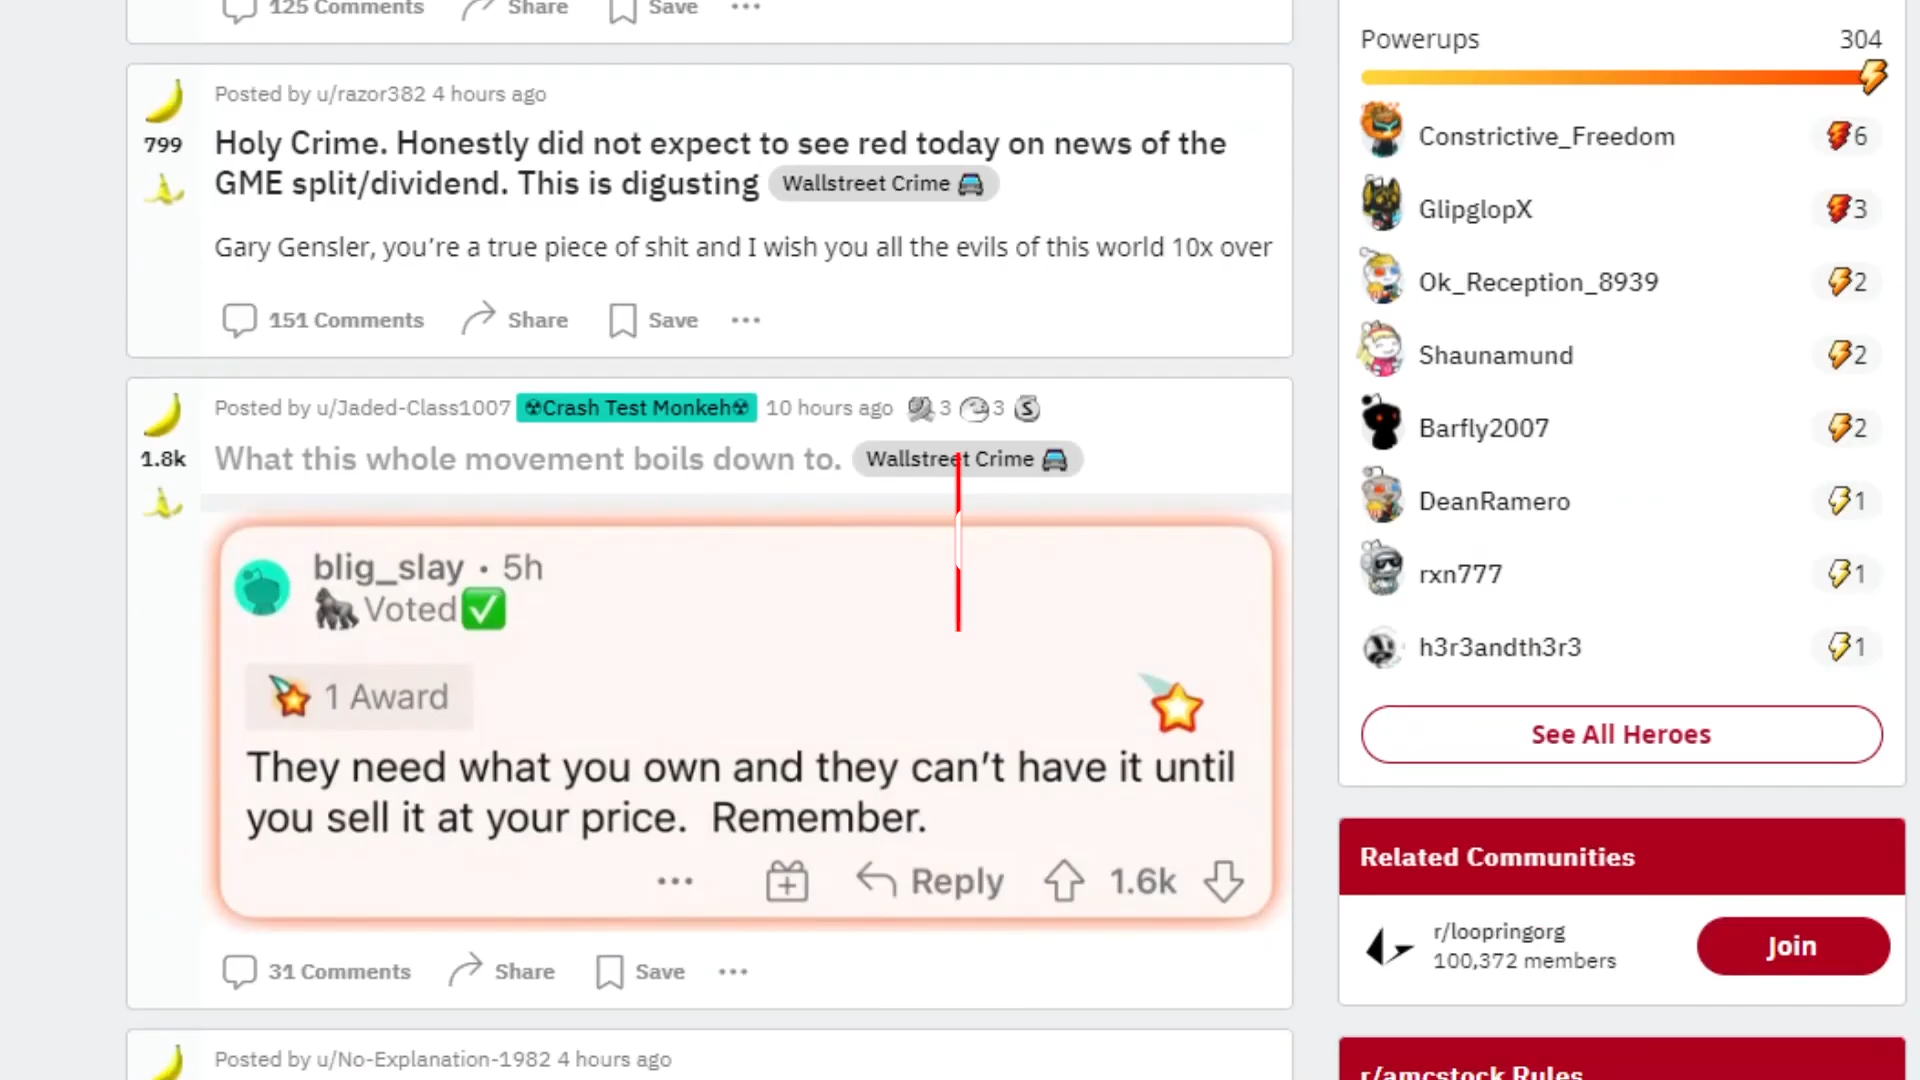 125 Comments Share Save
Posted by u/razor382 4 hours ago
799
Holy Crime. Honestly did not expect to see red today on news of the
GME split/dividend. This is digusting Wallstreet Crime
Gary Gensler, you're a true piece of shit and I wish you all the evils of this world 10x over
151 Comments Share Save
Posted by u/Jaded-Class1007 ☢Crash Test Monkeh☢ 10 hours ago 3 3 S
1.8k
What this whole movement boils down to. Wallstreet Crime
blig_slay • 5h
🦍Voted✅
1 Award
They need what you own and they can't have it until
you sell it at your price. Remember.
Reply 1.6k
31 Comments Share Save
Posted by u/No-Explanation-1982 4 hours ago
Powerups 304
Constrictive_Freedom 6
GlipglopX 3
Ok_Reception_8939 2
Shaunamund 2
Barfly2007 2
DeanRamero 1
rxn777 1
h3r3andth3r3 1
See All Heroes
Related Communities
r/loopringorg
100,372 members
Join
r/amcstock Rules